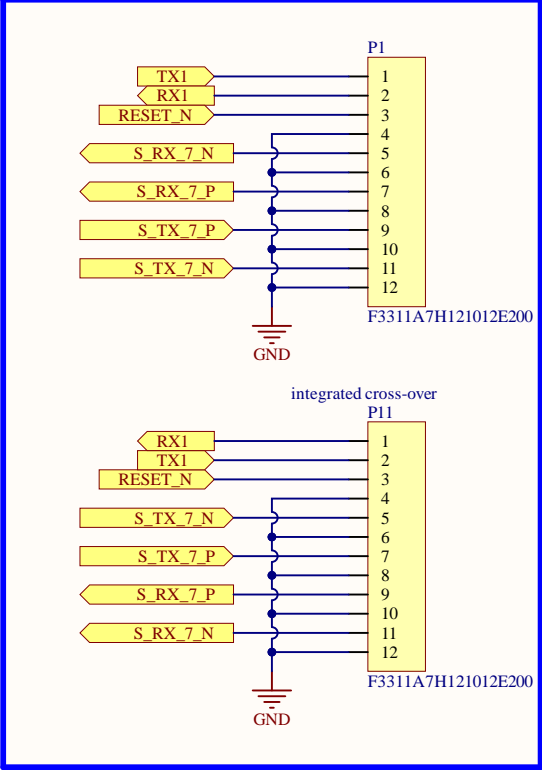 P1
TX1 1
RX1 2
RESET_N 3
4
S_RX_7_N 5
6
S_RX_7_P 7
8
S_TX_7_P 9
10
S_TX_7_N 11
12
F3311A7H121012E200
GND
integrated cross-over
P11
RX1 1
TX1 2
RESET_N 3
4
S_TX_7_N 5
6
S_TX_7_P 7
8
S_RX_7_P 9
10
S_RX_7_N 11
12
F3311A7H121012E200
GND